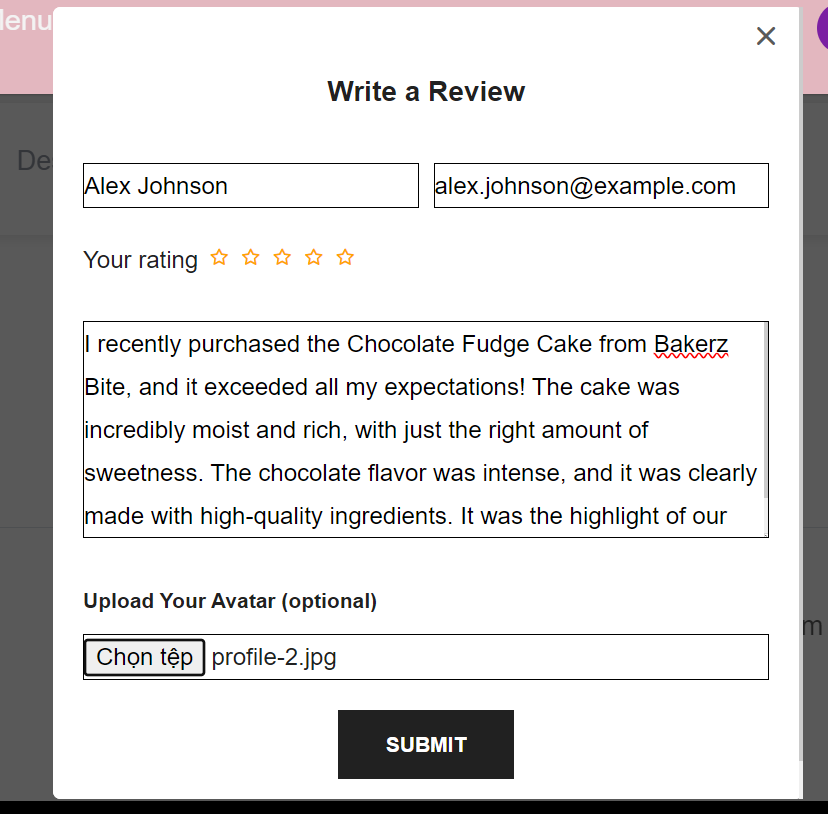 Write a Review
Alex Johnson
alex.johnson@example.com
Your rating
I recently purchased the Chocolate Fudge Cake from Bakerz
Bite, and it exceeded all my expectations! The cake was
incredibly moist and rich, with just the right amount of
sweetness. The chocolate flavor was intense, and it was clearly
made with high-quality ingredients. It was the highlight of our
Upload Your Avatar (optional)
Chọn tệp profile-2.jpg
SUBMIT